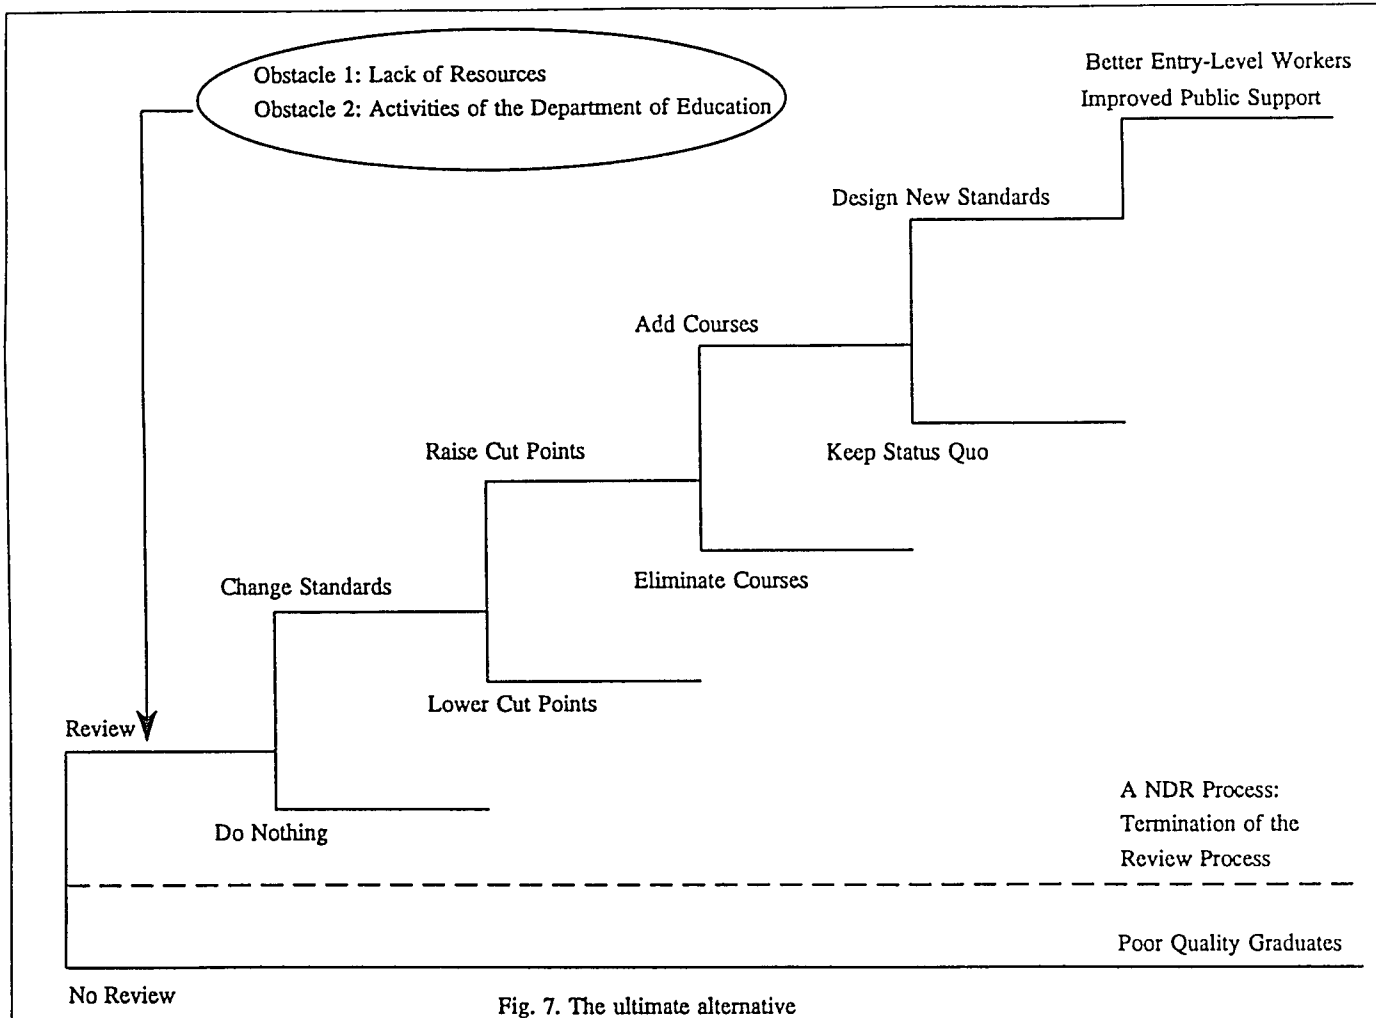 Obstacle 1: Lack of Resources
Obstacle 2: Activities of the Department of Education
Better Entry-Level Workers
Improved Public Support
Design New Standards
Add Courses
Raise Cut Points
Keep Status Quo
Eliminate Courses
Change Standards
Lower Cut Points
Review
Do Nothing
A NDR Process:
Termination of the
Review Process
Poor Quality Graduates
No Review
Fig. 7. The ultimate alternative